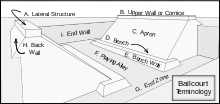 A. Lateral Structure
B. Upper Wall or Cornice
C. Apron
I. End Wall
D. Bench
H. Back
Wall
E. Bench Wall
F. Playing Alley
G. End Zone
Ballcourt
Terminology